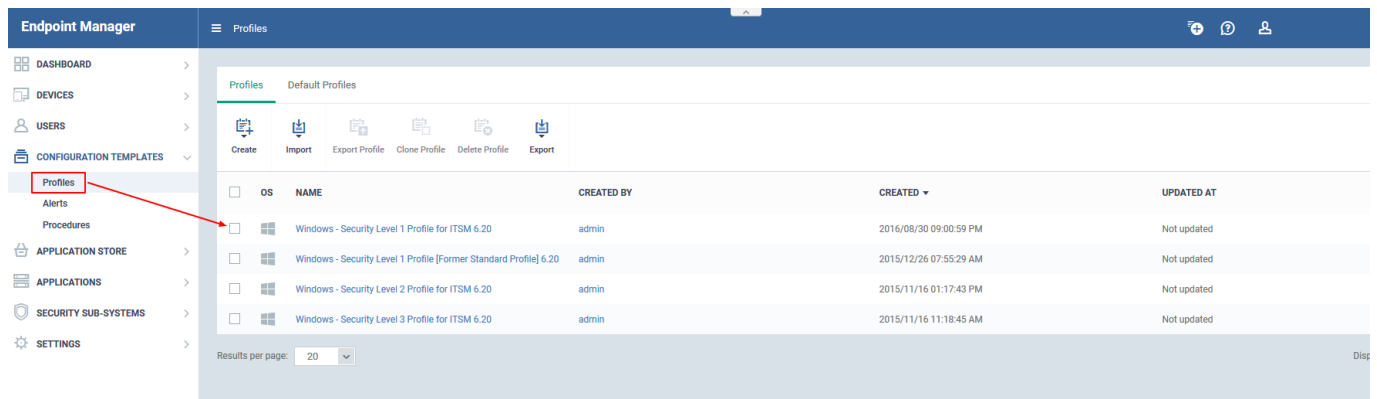 Endpoint Manager
Profiles
DASHBOARD
DEVICES
USERS
CONFIGURATION TEMPLATES
Profiles
Alerts
Procedures
APPLICATION STORE
APPLICATIONS
SECURITY SUB-SYSTEMS
SETTINGS
Profiles Default Profiles
Create Import Export Profile Clone Profile Delete Profile Export
OS NAME CREATED BY CREATED UPDATED AT
Windows - Security Level 1 Profile for ITSM 6.20 admin 2016/08/30 09:00:59 PM Not updated
Windows - Security Level 1 Profile [Former Standard Profile] 6.20 admin 2015/12/26 07:55:29 AM Not updated
Windows - Security Level 2 Profile for ITSM 6.20 admin 2015/11/16 01:17:43 PM Not updated
Windows - Security Level 3 Profile for ITSM 6.20 admin 2015/11/16 11:18:45 AM Not updated
Results per page: 20 Disp